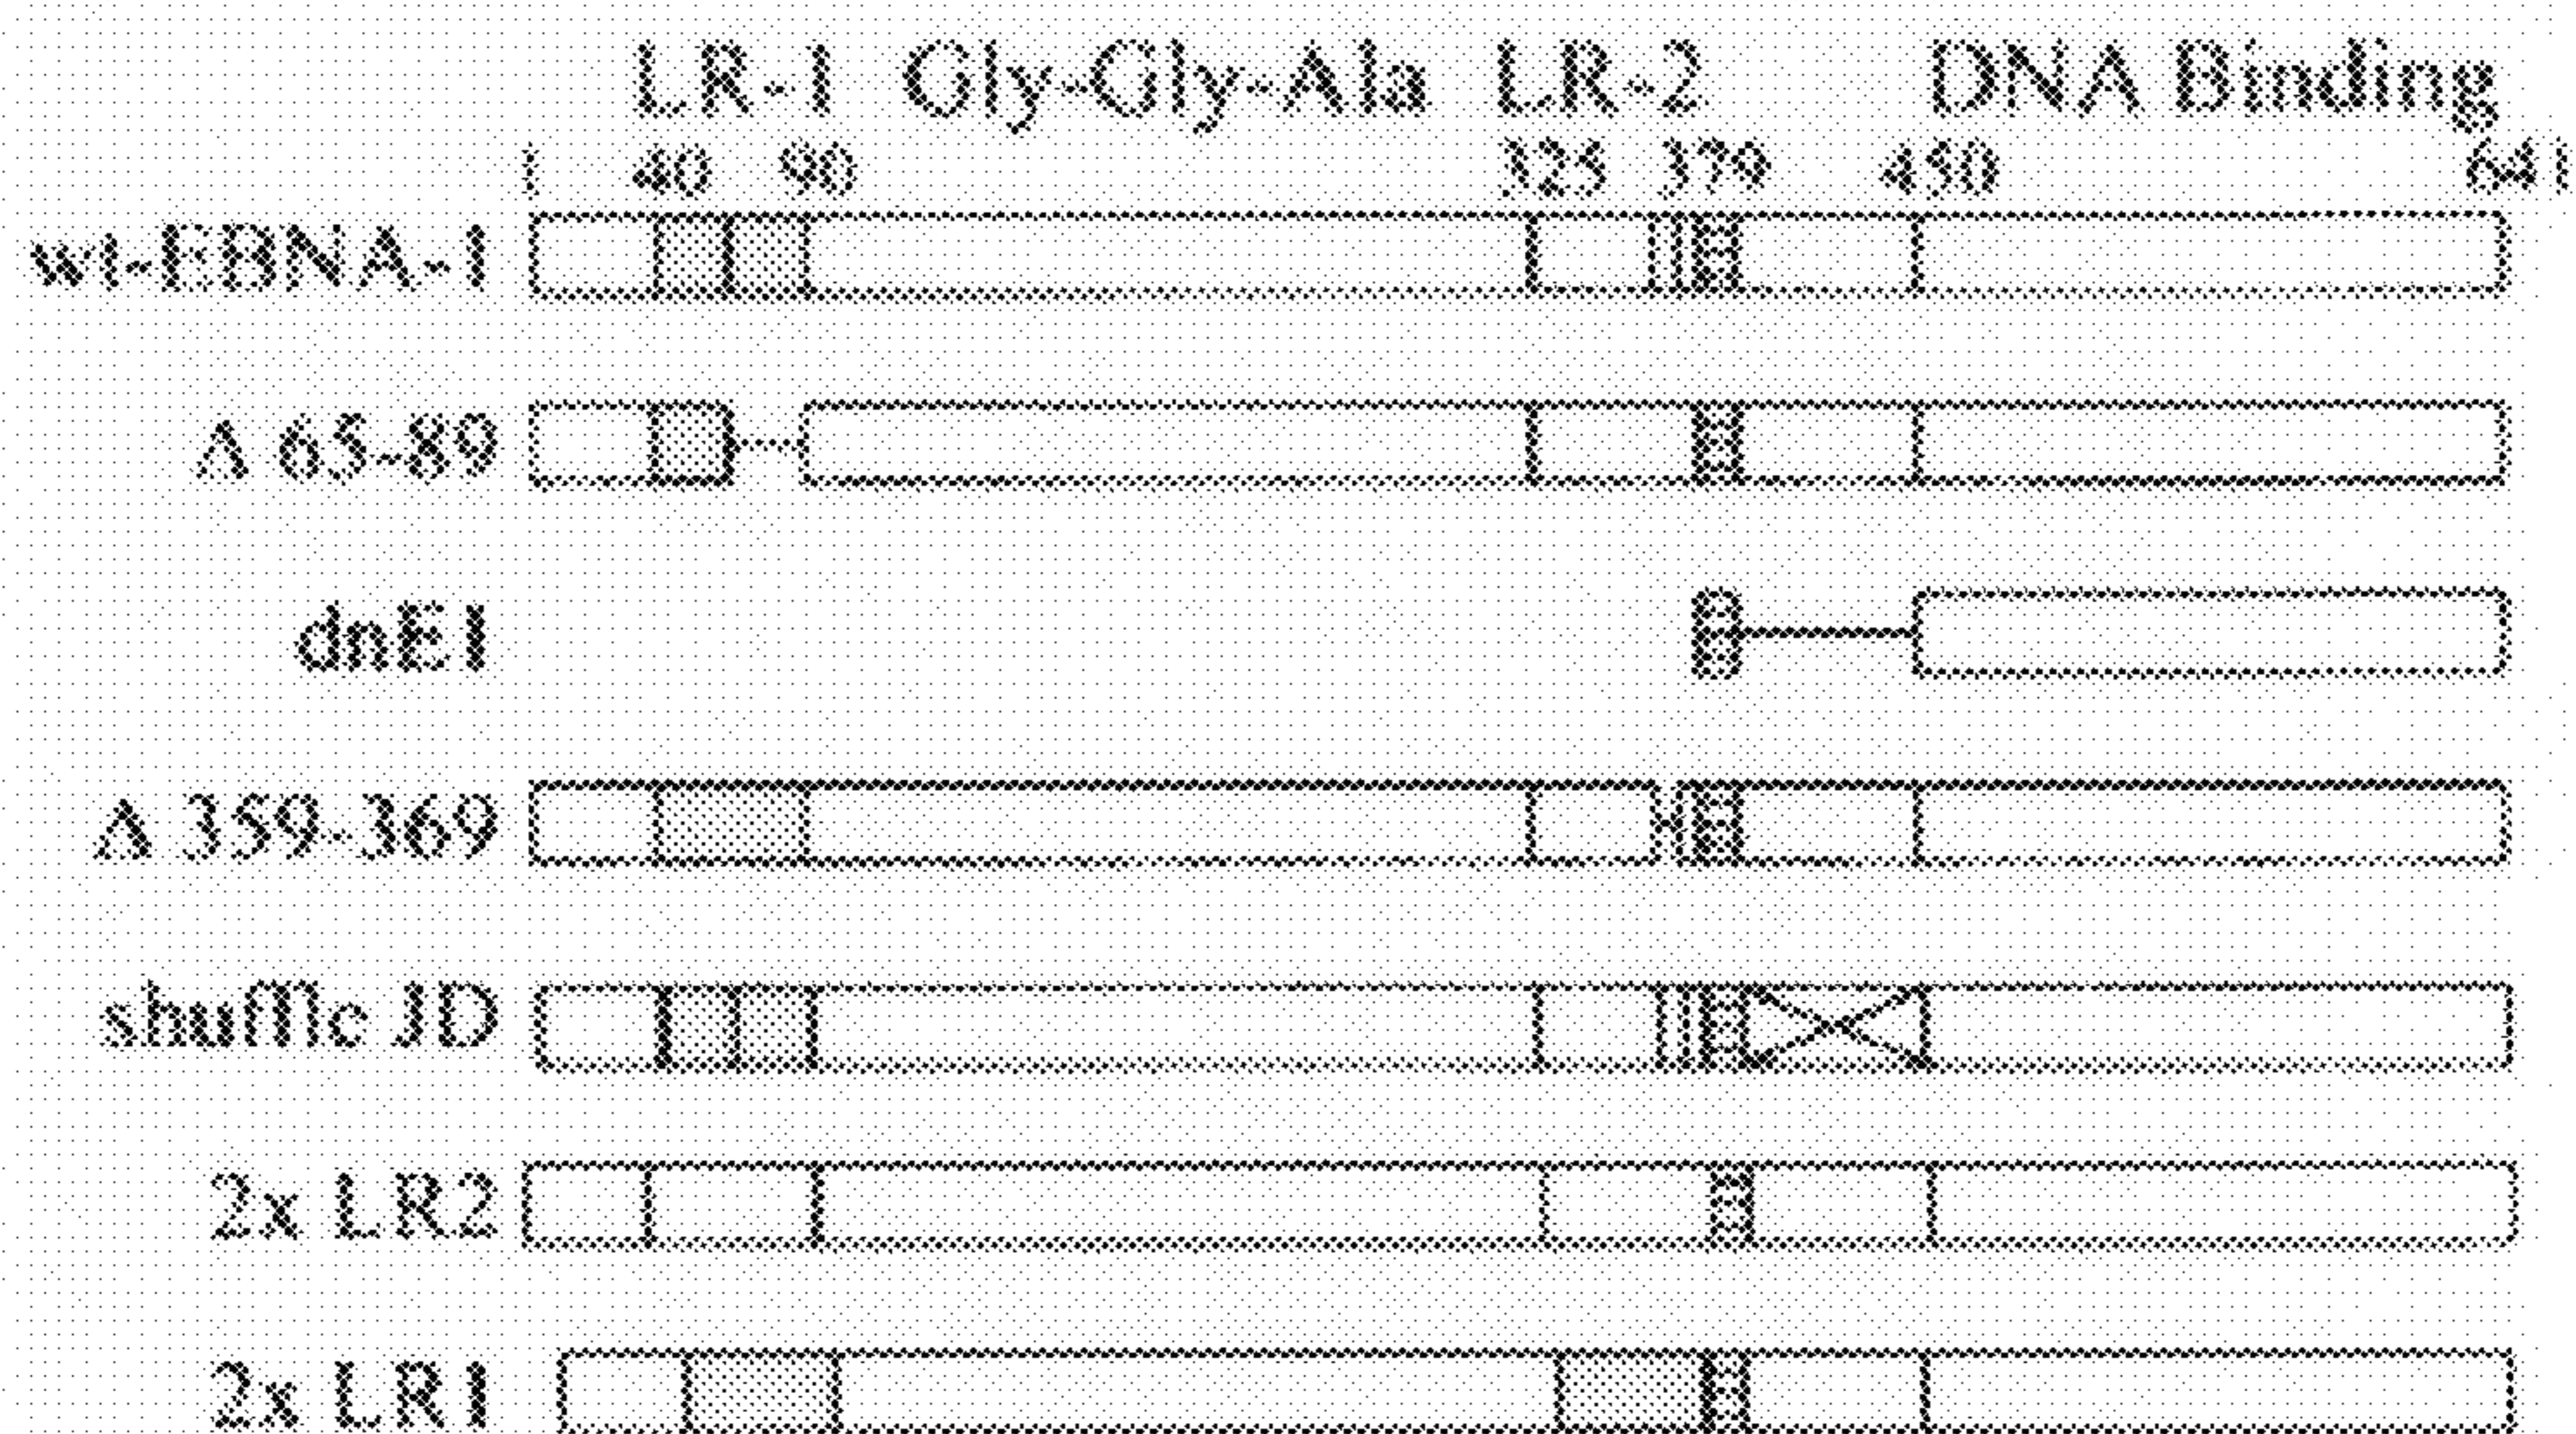 LR-1 Gly-Gly-Ala LR-2 DNA Binding
1 40 90 325 379 450 641
wt-EBNA-1
Δ 65-89
dnE1
Δ 359-369
shuffle JD
2x LR2
2x LR1